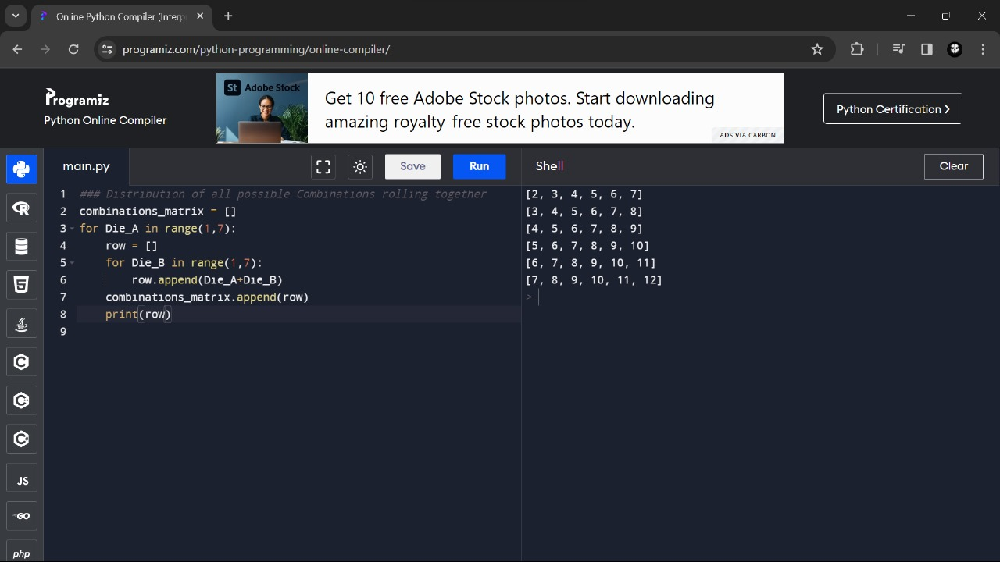 Online Python Compiler (Interp
programiz.com/python-programming/online-compiler/
Programiz
Python Online Compiler
St Adobe Stock
Get 10 free Adobe Stock photos. Start downloading
amazing royalty-free stock photos today.
ADS VIA CARBON
Python Certification >
main.py
Save
Run
Shell
Clear
1 ### Distribution of all possible Combinations rolling together
2 combinations_matrix = []
3 for Die_A in range(1,7):
4     row = []
5     for Die_B in range(1,7):
6         row.append(Die_A+Die_B)
7     combinations_matrix.append(row)
8     print(row)
9
[2, 3, 4, 5, 6, 7]
[3, 4, 5, 6, 7, 8]
[4, 5, 6, 7, 8, 9]
[5, 6, 7, 8, 9, 10]
[6, 7, 8, 9, 10, 11]
[7, 8, 9, 10, 11, 12]
>
R
5
C
C
C
JS
GO
php